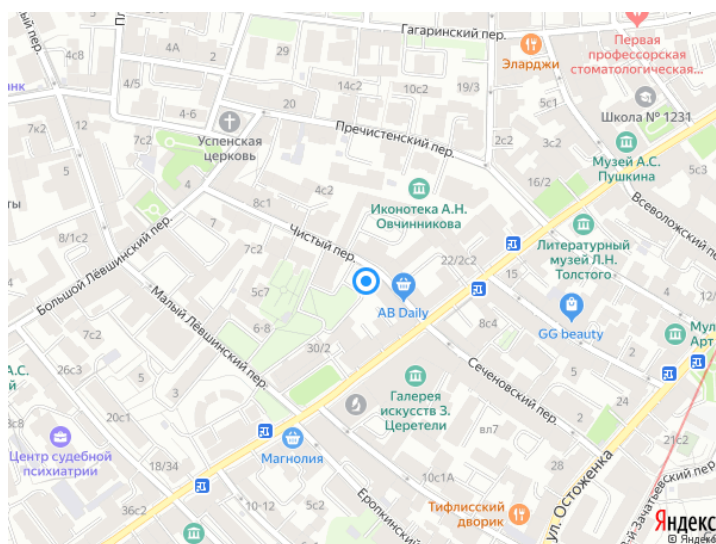 Гагаринский пер.
Первая
профессорская
стоматологическая...
29
4А
4с8
14с2
10с2
19/3
Эларджи
5с1
Школа № 1231
4/5
4-6
20
Успенская
церковь
Пречистенский пер.
7к2
7с2
3с2
2с2
Музей А.С.
Пушкина
5с3
4
4с2
16/2
Всеволожский пер.
8с1
Иконотека А.Н.
Овчинникова
8/1с2
7
7с2
Чистый пер.
22/2с2
15
Литературный
музей Л.Н.
Толстого
Большой Лёвшинский пер.
5с7
Малый Лёвшинский пер.
6-8
AB Daily
8с4
GG beauty
7с2
30/2
26с3
5
3
Сеченовский пер.
5
2
24
Галерея
искусств З.
Церетели
20с1
вл7
Центр судебной
психиатрии
18/34
Магнолия
28
21с2
ул. Остоженка
10с1А
36с2
10-12
Еропкинский
Тифлисский
дворик
Яндекс